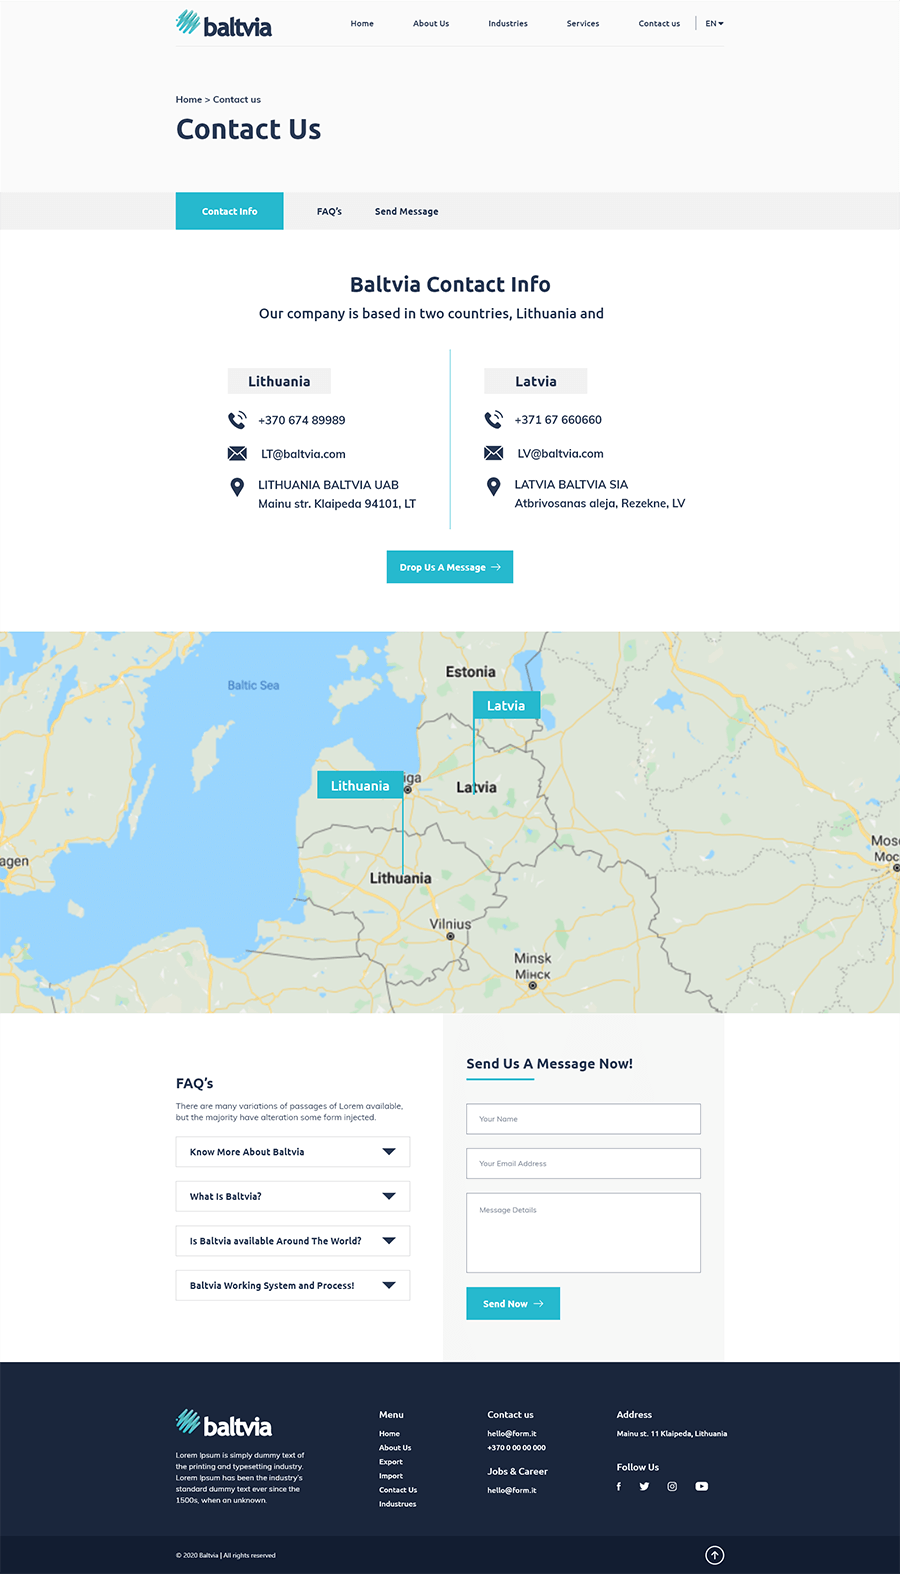 baltvia
Home
About Us
Industries
Services
Contact us
EN
Home > Contact us
Contact Us
Contact Info
FAQ's
Send Message
Baltvia Contact Info
Our company is based in two countries, Lithuania and
Lithuania
+370 674 89989
LT@baltvia.com
LITHUANIA BALTVIA UAB
Mainu str. Klaipeda 94101, LT
Latvia
+371 67 660660
LV@baltvia.com
LATVIA BALTVIA SIA
Atbrivosanas aleja, Rezekne, LV
Drop Us A Message
Estonia
Baltic Sea
Latvia
Lithuania
iga
Latvia
Mosc
Moc
agen
Lithuania
Vilnius
Minsk
Мінск
FAQ's
There are many variations of passages of Lorem available,
but the majority have alteration some form injected.
Know More About Baltvia
What Is Baltvia?
Is Baltvia available Around The World?
Baltvia Working System and Process!
Send Us A Message Now!
Your Name
Your Email Address
Message Details
Send Now
baltvia
Lorem Ipsum is simply dummy text of
the printing and typesetting industry.
Lorem Ipsum has been the industry's
standard dummy text ever since the
1500s, when an unknown.
Menu
Home
About Us
Export
Import
Contact Us
Industrues
Contact us
hello@form.it
+370 0 00 00 000
Jobs & Career
hello@form.it
Address
Mainu st. 11 Klaipeda, Lithuania
Follow Us
© 2020 Baltvia | All rights reserved